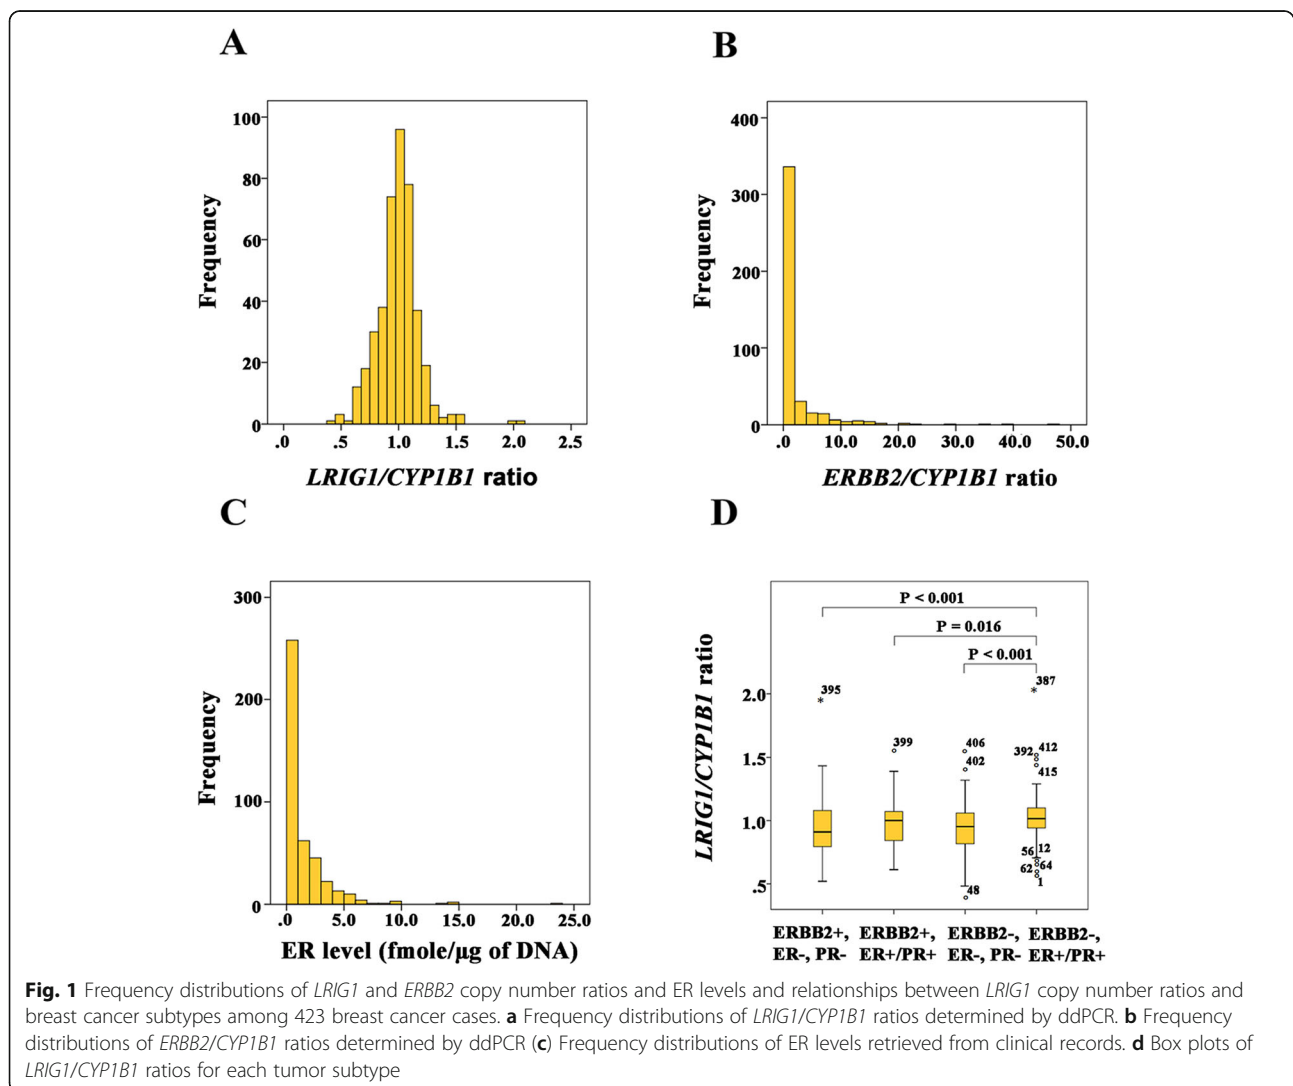 A
B
100
80
60
40
20
0
Frequency
.0 .5 1.0 1.5 2.0 2.5
LRIG1/CYP1B1 ratio
400
300
200
100
0
Frequency
.0 10.0 20.0 30.0 40.0 50.0
ERBB2/CYP1B1 ratio
C
D
300
200
100
0
Frequency
.0 5.0 10.0 15.0 20.0 25.0
ER level (fmole/µg of DNA)
P < 0.001
P = 0.016
P < 0.001
LRIG1/CYP1B1 ratio
2.0
1.5
1.0
.5
395
399
406
402
48
387
392 412
415
56 12
62 64
1
ERBB2+, ERBB2+, ERBB2-, ERBB2-,
ER-, PR- ER+/PR+ ER-, PR- ER+/PR+
Fig. 1 Frequency distributions of LRIG1 and ERBB2 copy number ratios and ER levels and relationships between LRIG1 copy number ratios and
breast cancer subtypes among 423 breast cancer cases. a Frequency distributions of LRIG1/CYP1B1 ratios determined by ddPCR. b Frequency
distributions of ERBB2/CYP1B1 ratios determined by ddPCR (c) Frequency distributions of ER levels retrieved from clinical records. d Box plots of
LRIG1/CYP1B1 ratios for each tumor subtype